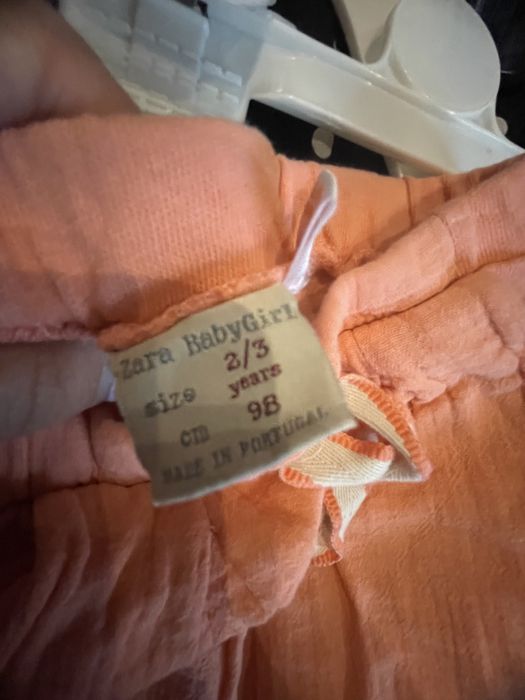 Zara BabyGirl
size 2/3
years
cm 98
MADE IN PORTUGAL